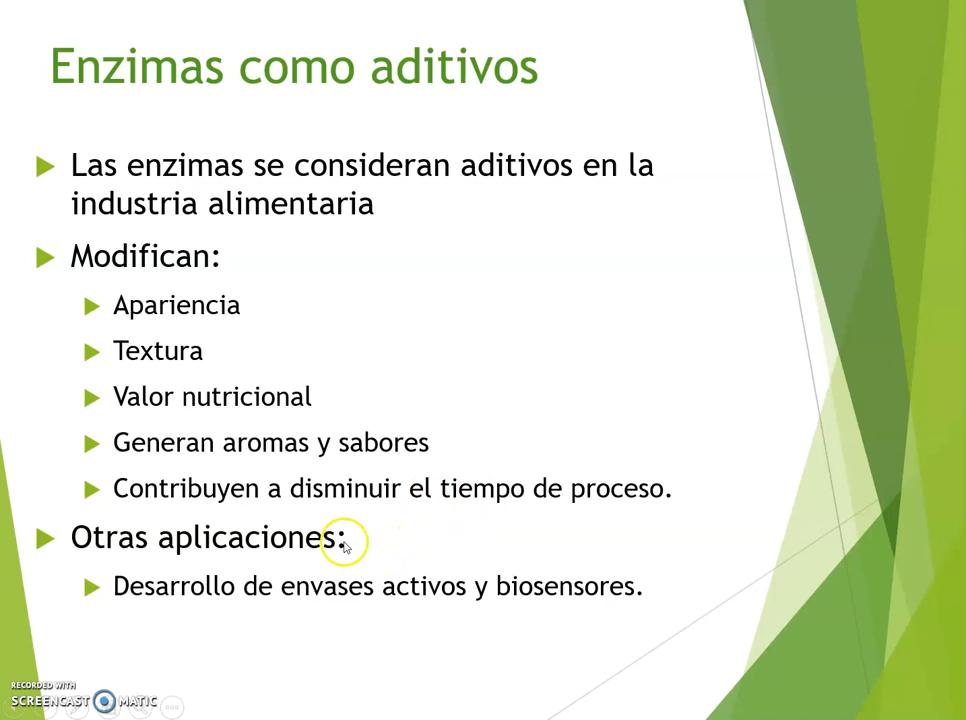 Enzimas como aditivos
Las enzimas se consideran aditivos en la
industria alimentaria
Modifican:
Apariencia
Textura
Valor nutricional
Generan aromas y sabores
Contribuyen a disminuir el tiempo de proceso.
Otras aplicaciones:
Desarrollo de envases activos y biosensores.
RECORDED WITH
SCREENCAST MATIC